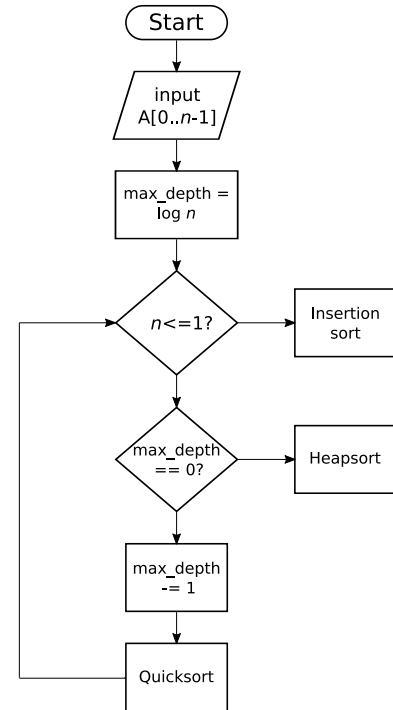 Start
input
A[0..n-1]
max_depth =
log n
n<=1?
Insertion
sort
max_depth
== 0?
Heapsort
max_depth
-= 1
Quicksort